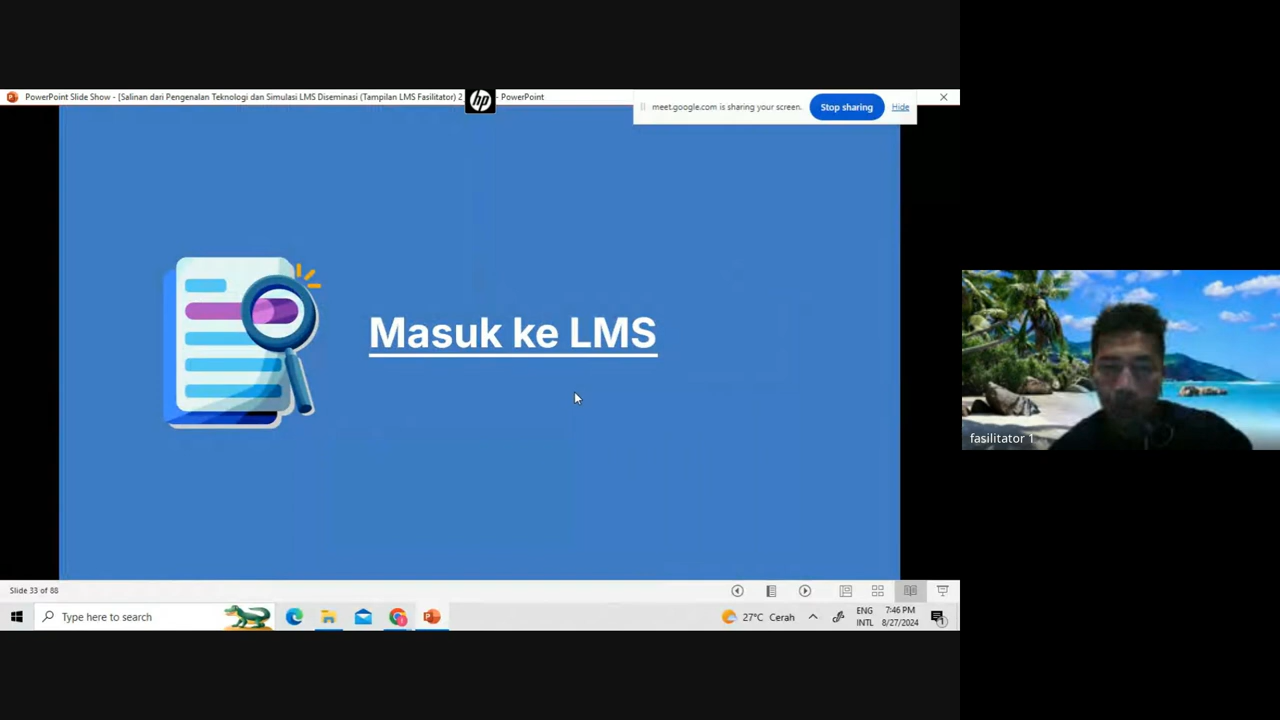 PowerPoint Slide Show - [Salinan dari Pengenalan Teknologi dan Simulasi LMS Diseminasi (Tampilan LMS Fasilitator) 2
- PowerPoint
hp
meet.google.com is sharing your screen.
Stop sharing
Hide
Masuk ke LMS
fasilitator 1
Slide 33 of 88
Type here to search
27°C Cerah
ENG
INTL
7:46 PM
8/27/2024
1